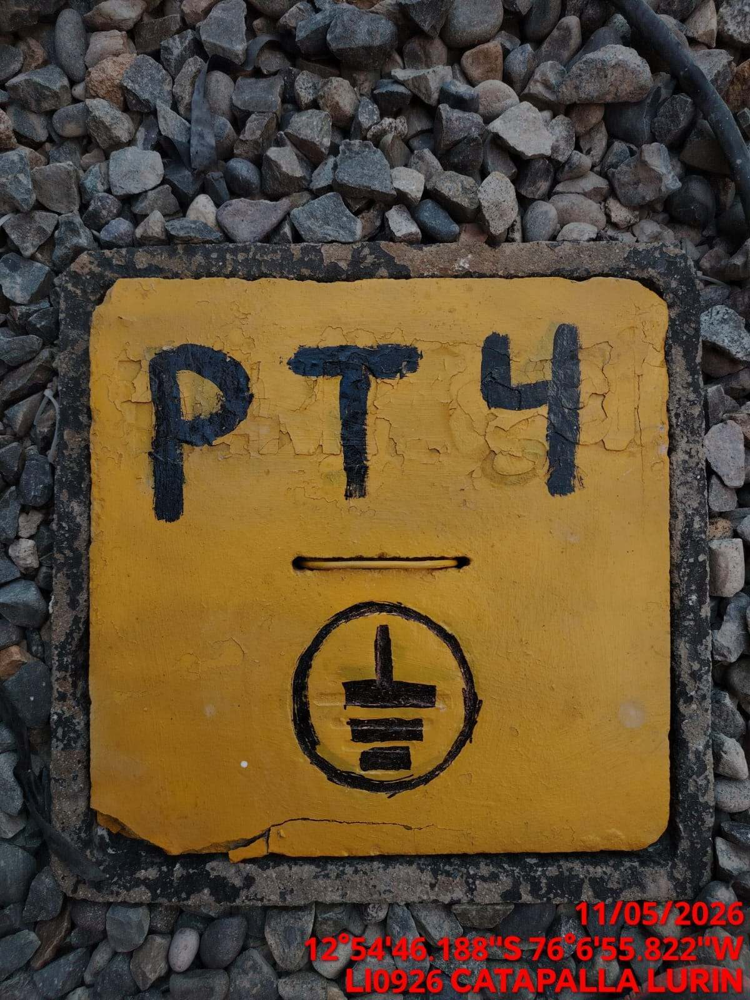 PT4
11/05/2026
12°54'46.188"S 76°6'55.822"W
LI0926 CATAPALLA LURIN